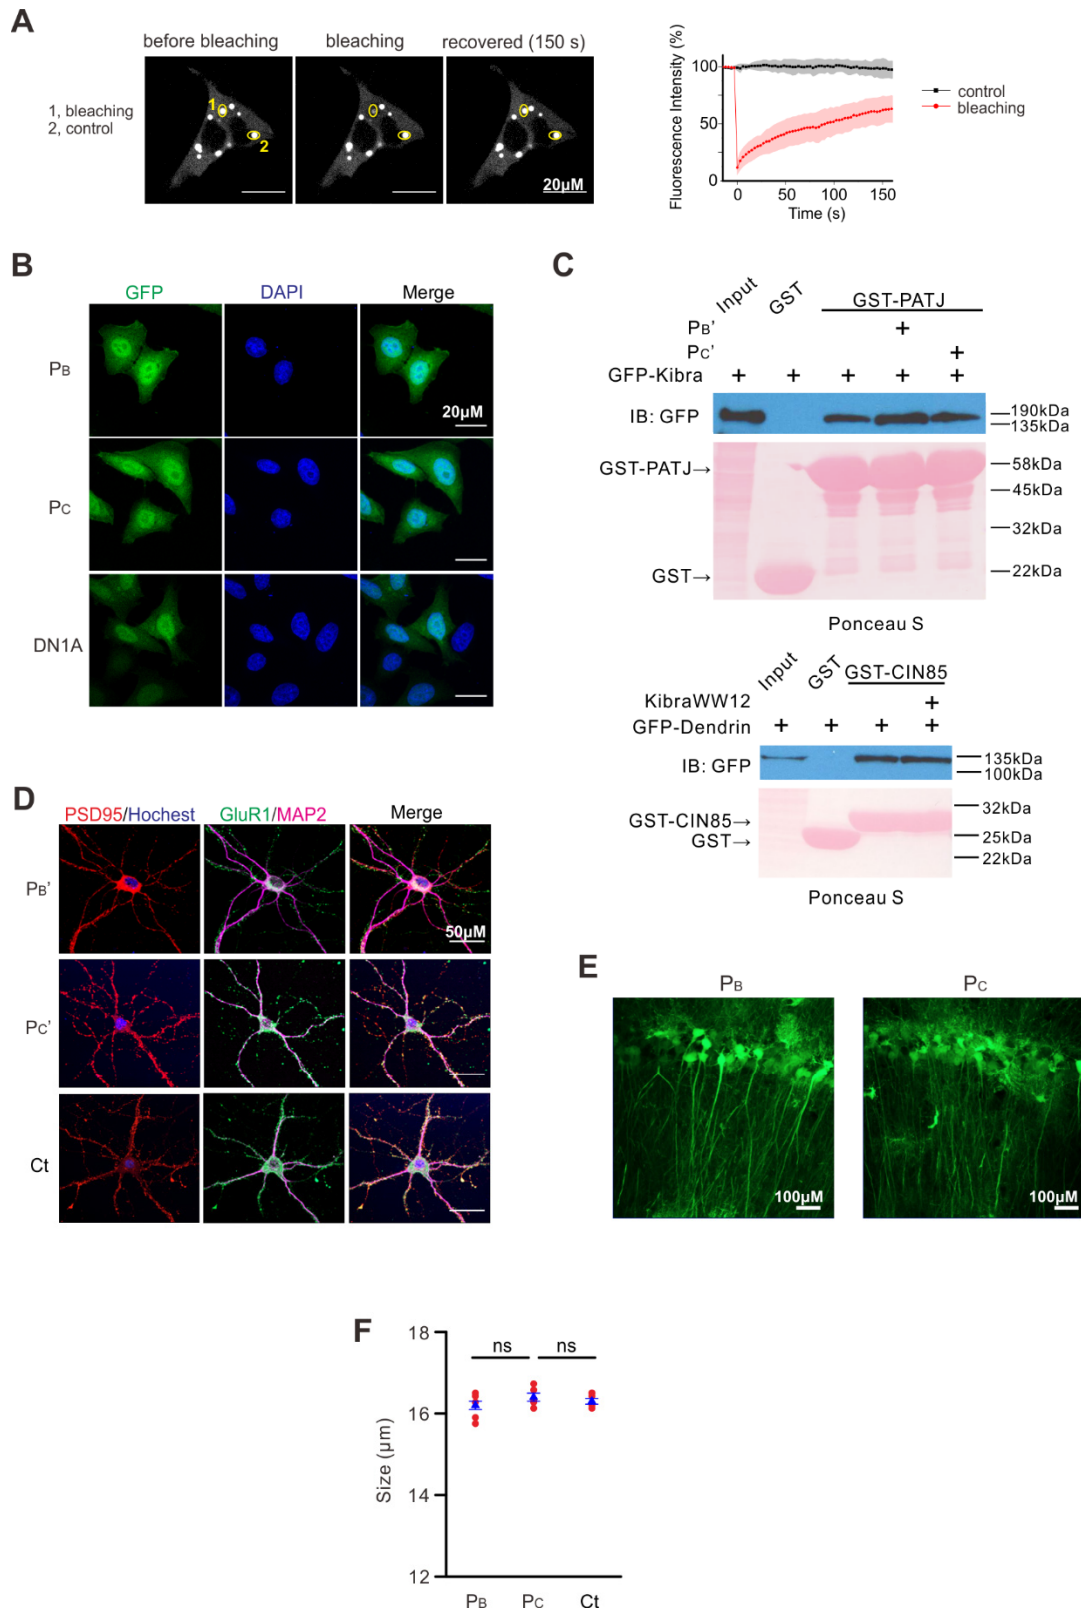 A
before bleaching
bleaching
recovered (150 s)
1, bleaching
2, control
1
2
20µM
Fluorescence Intensity (%)
100
50
0
0
50
100
150
Time (s)
control
bleaching
B
GFP
DAPI
Merge
PB
20µM
PC
DN1A
C
Input
GST
GST-PATJ
PB'
+
PC'
+
GFP-Kibra
+ + + + +
IB: GFP
190kDa
135kDa
GST-PATJ→
58kDa
45kDa
32kDa
GST→
22kDa
Ponceau S
Input
GST
GST-CIN85
KibraWW12
+
GFP-Dendrin
+ + + +
IB: GFP
135kDa
100kDa
GST-CIN85→
GST→
32kDa
25kDa
22kDa
Ponceau S
D
PSD95/Hochest
GluR1/MAP2
Merge
PB'
50µM
PC'
Ct
E
PB
PC
100µM
100µM
F
18
16
14
12
Size (µm)
ns
ns
PB
PC
Ct